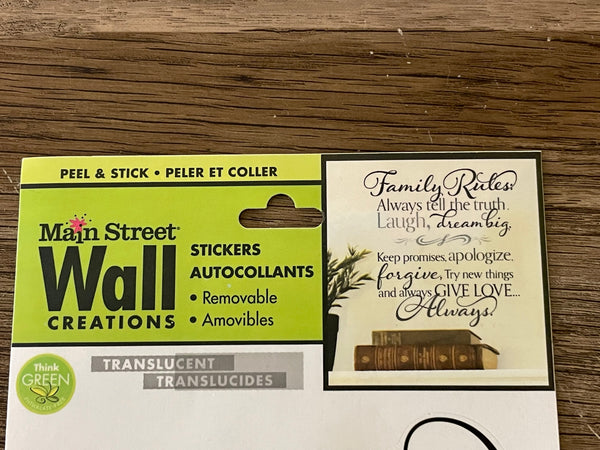 PEEL & STICK • PELER ET COLLER
Main Street®
Wall
CREATIONS
STICKERS
AUTOCOLLANTS
• Removable
• Amovibles
Think
GREEN
PHTHALATE FREE
TRANSLUCENT
TRANSLUCIDES
Family Rules:
Always tell the truth.
Laugh, dream big.
Keep promises, apologize,
forgive, Try new things
and always GIVE LOVE...
Always.